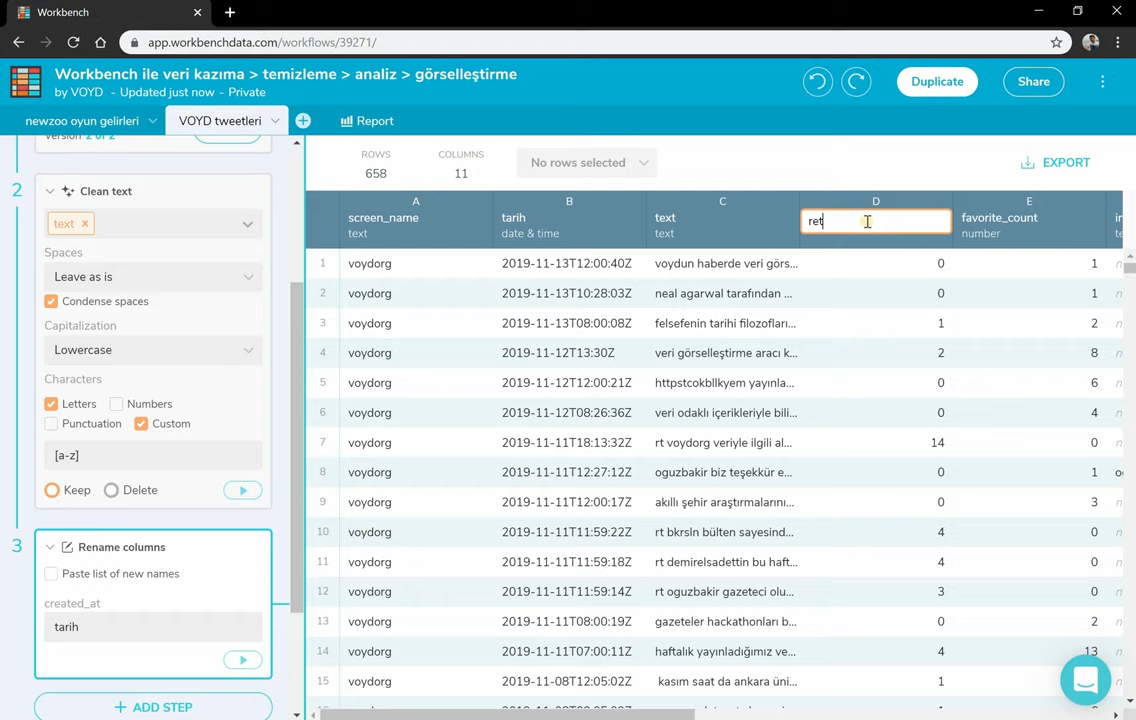 Workbench
app.workbenchdata.com/workflows/39271/
Workbench ile veri kazıma > temizleme > analiz > görselleştirme
by VOYD - Updated just now - Private
Duplicate
Share
newzoo oyun gelirleri
VOYD tweetleri
Report
Version 2 of 2
2
Clean text
text
Spaces
Leave as is
Condense spaces
Capitalization
Lowercase
Characters
Letters
Numbers
Punctuation
Custom
[a-z]
Keep
Delete
3
Rename columns
Paste list of new names
created_at
tarih
ADD STEP
ROWS
658
COLUMNS
11
No rows selected
EXPORT
A B C D E
screen_name tarih text ret favorite_count
text date & time text number
1 voydorg 2019-11-13T12:00:40Z voydun haberde veri görs... 0 1
2 voydorg 2019-11-13T10:28:03Z neal agarwal tarafından ... 0 1
3 voydorg 2019-11-13T08:00:08Z felsefenin tarihi filozofları... 1 2
4 voydorg 2019-11-12T13:30Z veri görselleştirme aracı k... 2 8
5 voydorg 2019-11-12T12:00:21Z httpstcokbllkyem yayınla... 0 6
6 voydorg 2019-11-12T08:26:36Z veri odaklı içerikleriyle bili... 0 4
7 voydorg 2019-11-11T18:13:32Z rt voydorg veriyle ilgili al... 14 0
8 voydorg 2019-11-11T12:27:12Z oguzbakir biz teşekkür e... 0 1
9 voydorg 2019-11-11T12:00:17Z akıllı şehir araştırmalarını... 0 3
10 voydorg 2019-11-11T11:59:22Z rt bkrsln bülten sayesind... 4 0
11 voydorg 2019-11-11T11:59:18Z rt demirelsadettin bu haft... 4 0
12 voydorg 2019-11-11T11:59:14Z rt oguzbakir gazeteci olu... 3 0
13 voydorg 2019-11-11T08:00:19Z gazeteler hackathonları b... 0 2
14 voydorg 2019-11-11T07:00:11Z haftalık yayınladığımız ve... 4 13
15 voydorg 2019-11-08T12:05:02Z kasım saat da ankara üni... 1